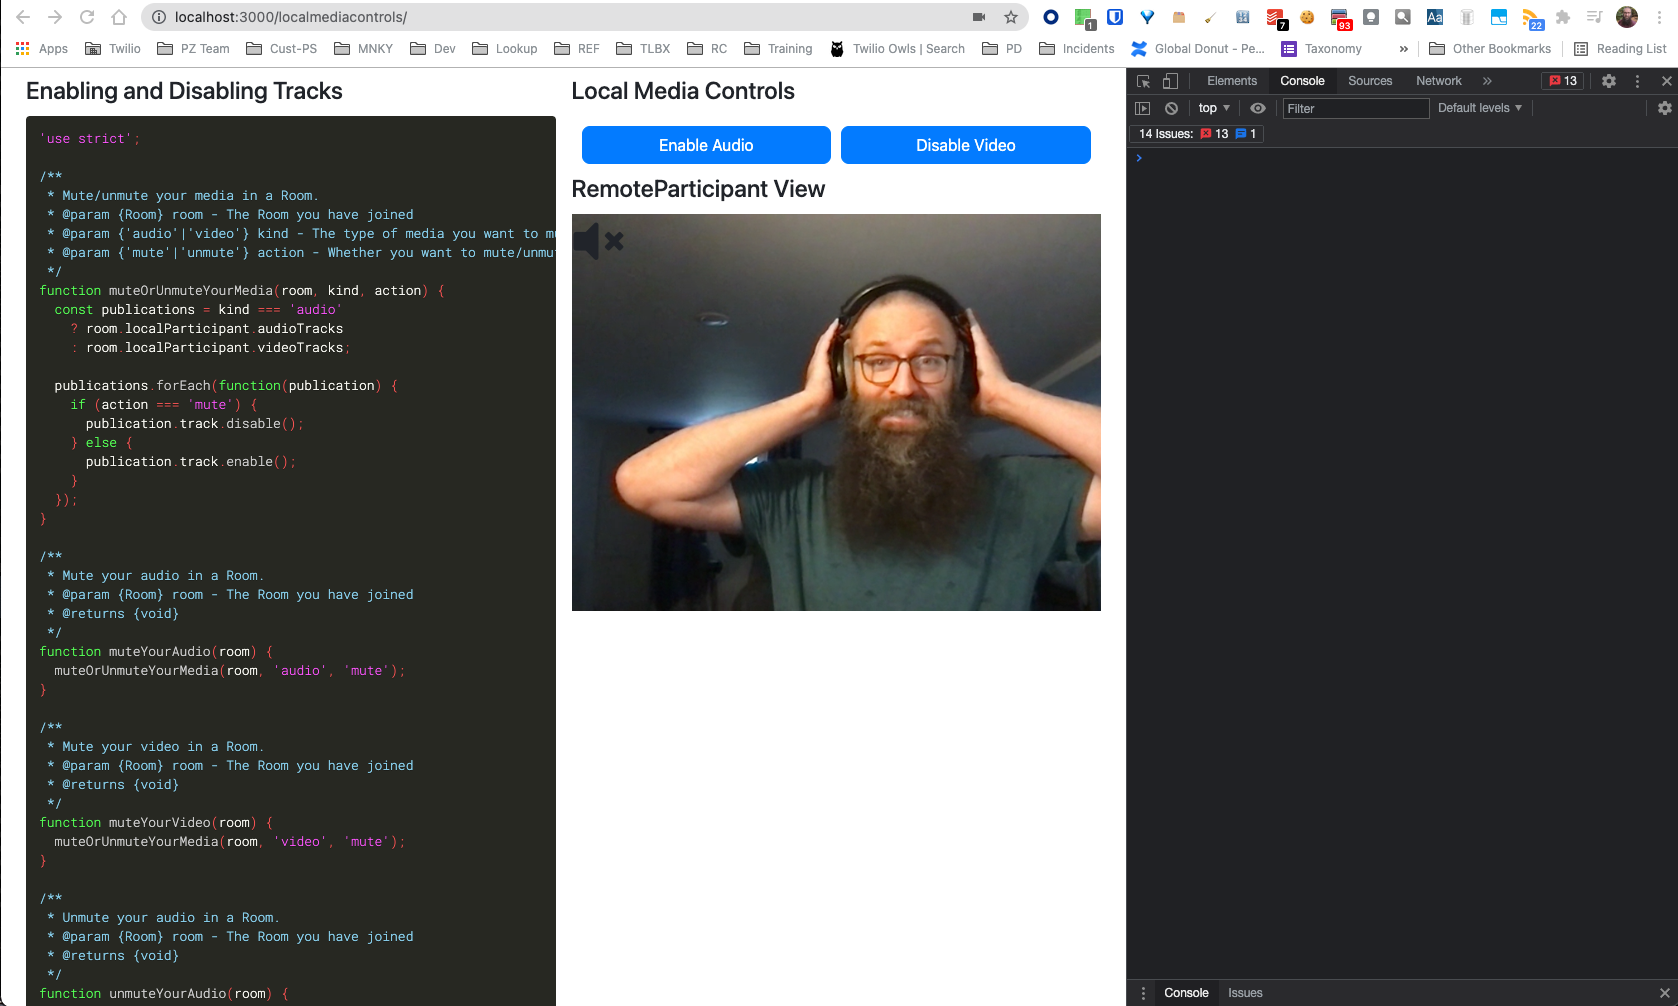 localhost:3000/localmediacontrols/
1
7
93
Aa
22
Apps
Twilio
PZ Team
Cust-PS
MNKY
Dev
Lookup
REF
TLBX
RC
Training
Twilio Owls | Search
PD
Incidents
Global Donut - Pe...
Taxonomy
»
Other Bookmarks
Reading List
Enabling and Disabling Tracks
'use strict';
/**
* Mute/unmute your media in a Room.
* @param {Room} room - The Room you have joined
* @param {'audio'|'video'} kind - The type of media you want to mu
* @param {'mute'|'unmute'} action - Whether you want to mute/unmu
*/
function muteOrUnmuteYourMedia(room, kind, action) {
const publications = kind === 'audio'
? room.localParticipant.audioTracks
: room.localParticipant.videoTracks;
publications.forEach(function(publication) {
if (action === 'mute') {
publication.track.disable();
} else {
publication.track.enable();
}
});
}
/**
* Mute your audio in a Room.
* @param {Room} room - The Room you have joined
* @returns {void}
*/
function muteYourAudio(room) {
muteOrUnmuteYourMedia(room, 'audio', 'mute');
}
/**
* Mute your video in a Room.
* @param {Room} room - The Room you have joined
* @returns {void}
*/
function muteYourVideo(room) {
muteOrUnmuteYourMedia(room, 'video', 'mute');
}
/**
* Unmute your audio in a Room.
* @param {Room} room - The Room you have joined
* @returns {void}
*/
function unmuteYourAudio(room) {
Local Media Controls
Enable Audio
Disable Video
RemoteParticipant View
Elements
Console
Sources
Network
»
13
top
Filter
Default levels
14 Issues:
13
1
Console
Issues